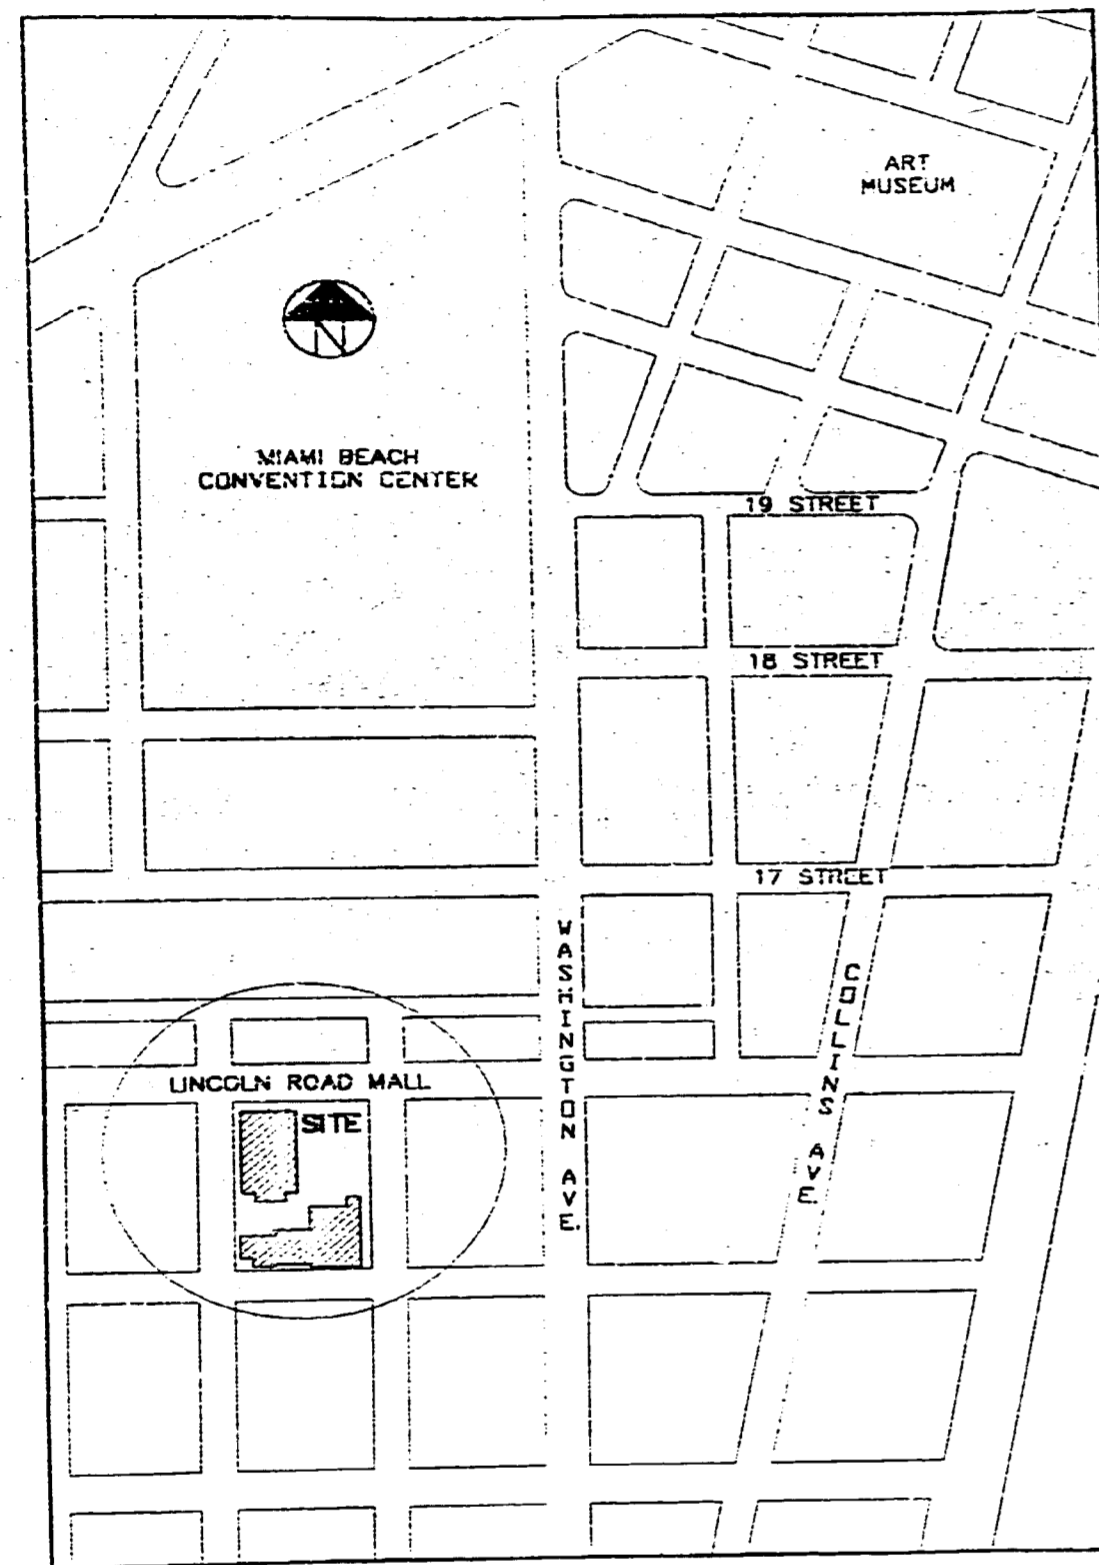 ART
MUSEUM
N
MIAMI BEACH
CONVENTION CENTER
19 STREET
18 STREET
17 STREET
WASHINGTON AVE.
COLLINS AVE.
LINCOLN ROAD MALL
SITE